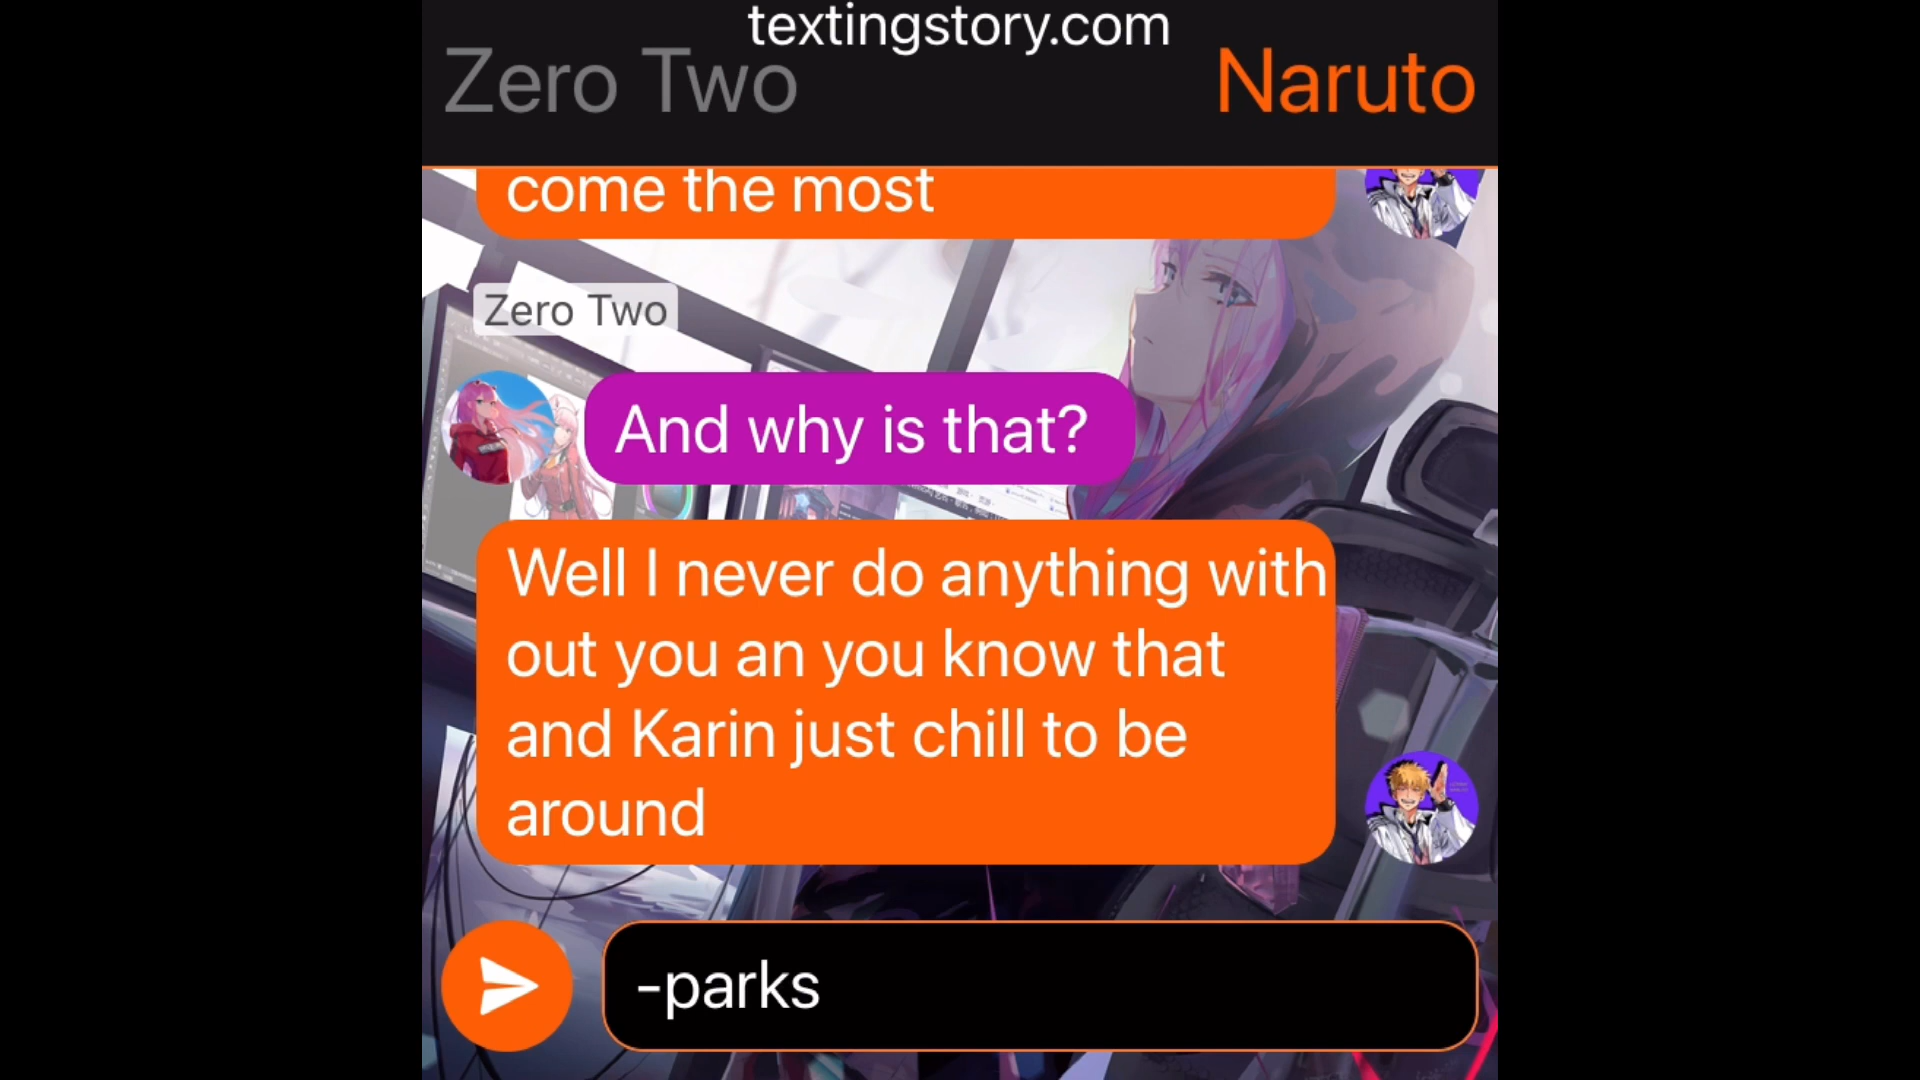 textingstory.com
Zero Two
Naruto
come the most
Zero Two
And why is that?
Well I never do anything with
out you an you know that
and Karin just chill to be
around
-parks